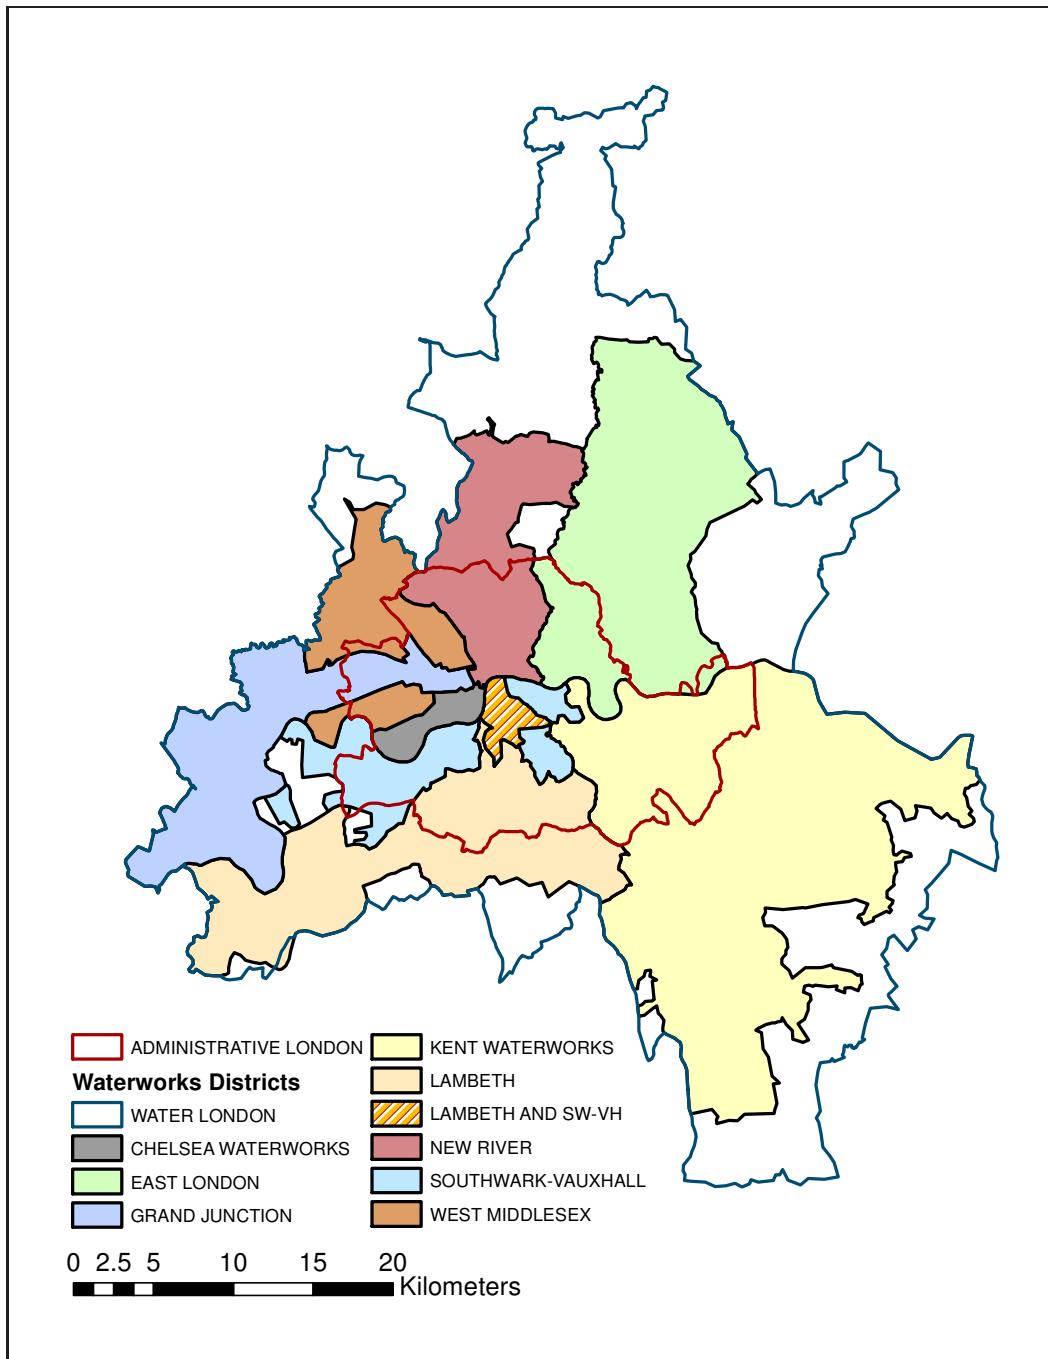 ADMINISTRATIVE LONDON
Waterworks Districts
WATER LONDON
CHELSEA WATERWORKS
EAST LONDON
GRAND JUNCTION
KENT WATERWORKS
LAMBETH
LAMBETH AND SW-VH
NEW RIVER
SOUTHWARK-VAUXHALL
WEST MIDDLESEX
0 2.5 5 10 15 20
Kilometers